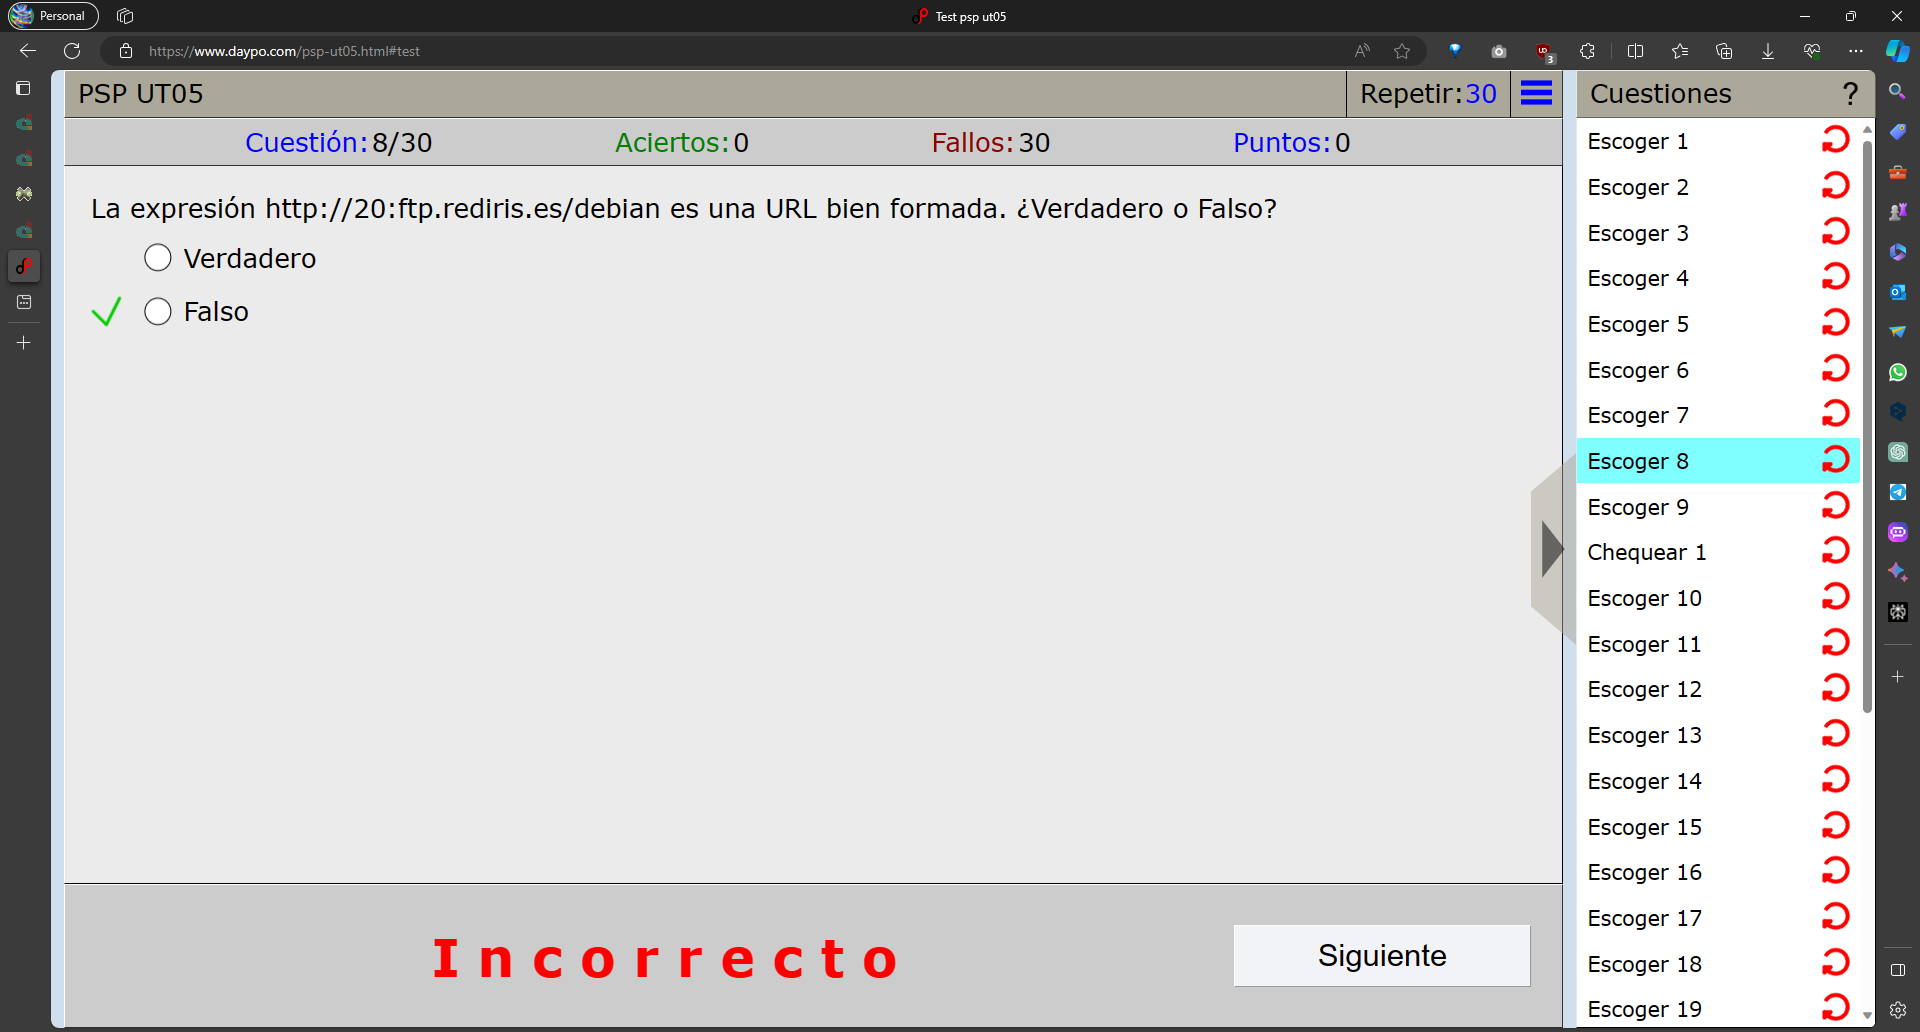 Personal
Test psp ut05
https://www.daypo.com/psp-ut05.html#test
3
PSP UT05
Repetir:30
Cuestión:8/30
Aciertos:0
Fallos:30
Puntos:0
La expresión http://20:ftp.rediris.es/debian es una URL bien formada. ¿Verdadero o Falso?
Verdadero
Falso
Incorrecto
Siguiente
Cuestiones ?
Escoger 1
Escoger 2
Escoger 3
Escoger 4
Escoger 5
Escoger 6
Escoger 7
Escoger 8
Escoger 9
Chequear 1
Escoger 10
Escoger 11
Escoger 12
Escoger 13
Escoger 14
Escoger 15
Escoger 16
Escoger 17
Escoger 18
Escoger 19